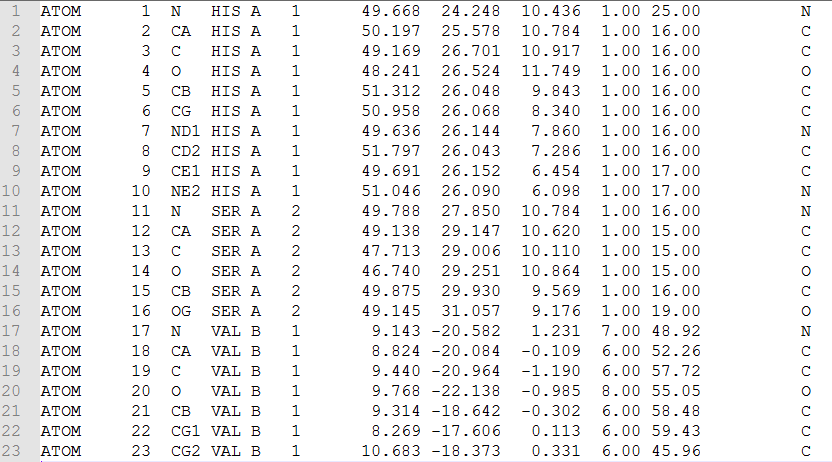 1 ATOM      1  N   HIS A   1      49.668  24.248  10.436  1.00 25.00           N
2 ATOM      2  CA  HIS A   1      50.197  25.578  10.784  1.00 16.00           C
3 ATOM      3  C   HIS A   1      49.169  26.701  10.917  1.00 16.00           C
4 ATOM      4  O   HIS A   1      48.241  26.524  11.749  1.00 16.00           O
5 ATOM      5  CB  HIS A   1      51.312  26.048   9.843  1.00 16.00           C
6 ATOM      6  CG  HIS A   1      50.958  26.068   8.340  1.00 16.00           C
7 ATOM      7  ND1 HIS A   1      49.636  26.144   7.860  1.00 16.00           N
8 ATOM      8  CD2 HIS A   1      51.797  26.043   7.286  1.00 16.00           C
9 ATOM      9  CE1 HIS A   1      49.691  26.152   6.454  1.00 17.00           C
10 ATOM     10  NE2 HIS A   1      51.046  26.090   6.098  1.00 17.00           N
11 ATOM     11  N   SER A   2      49.788  27.850  10.784  1.00 16.00           N
12 ATOM     12  CA  SER A   2      49.138  29.147  10.620  1.00 15.00           C
13 ATOM     13  C   SER A   2      47.713  29.006  10.110  1.00 15.00           C
14 ATOM     14  O   SER A   2      46.740  29.251  10.864  1.00 15.00           O
15 ATOM     15  CB  SER A   2      49.875  29.930   9.569  1.00 16.00           C
16 ATOM     16  OG  SER A   2      49.145  31.057   9.176  1.00 19.00           O
17 ATOM     17  N   VAL B   1       9.143 -20.582   1.231  7.00 48.92           N
18 ATOM     18  CA  VAL B   1       8.824 -20.084  -0.109  6.00 52.26           C
19 ATOM     19  C   VAL B   1       9.440 -20.964  -1.190  6.00 57.72           C
20 ATOM     20  O   VAL B   1       9.768 -22.138  -0.985  8.00 55.05           O
21 ATOM     21  CB  VAL B   1       9.314 -18.642  -0.302  6.00 58.48           C
22 ATOM     22  CG1 VAL B   1       8.269 -17.606   0.113  6.00 59.43           C
23 ATOM     23  CG2 VAL B   1      10.683 -18.373   0.331  6.00 45.96           C